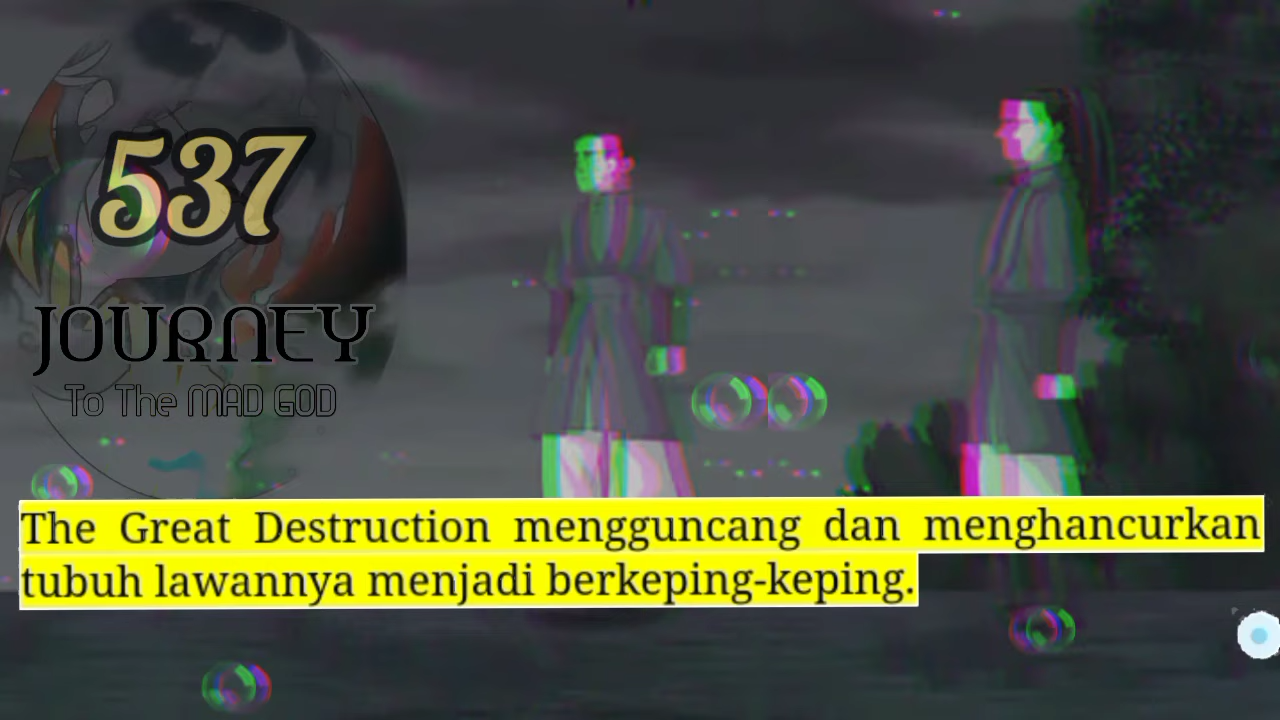 537
JOURNEY
To The MAD GOD
The Great Destruction mengguncang dan menghancurkan
tubuh lawannya menjadi berkeping-keping.